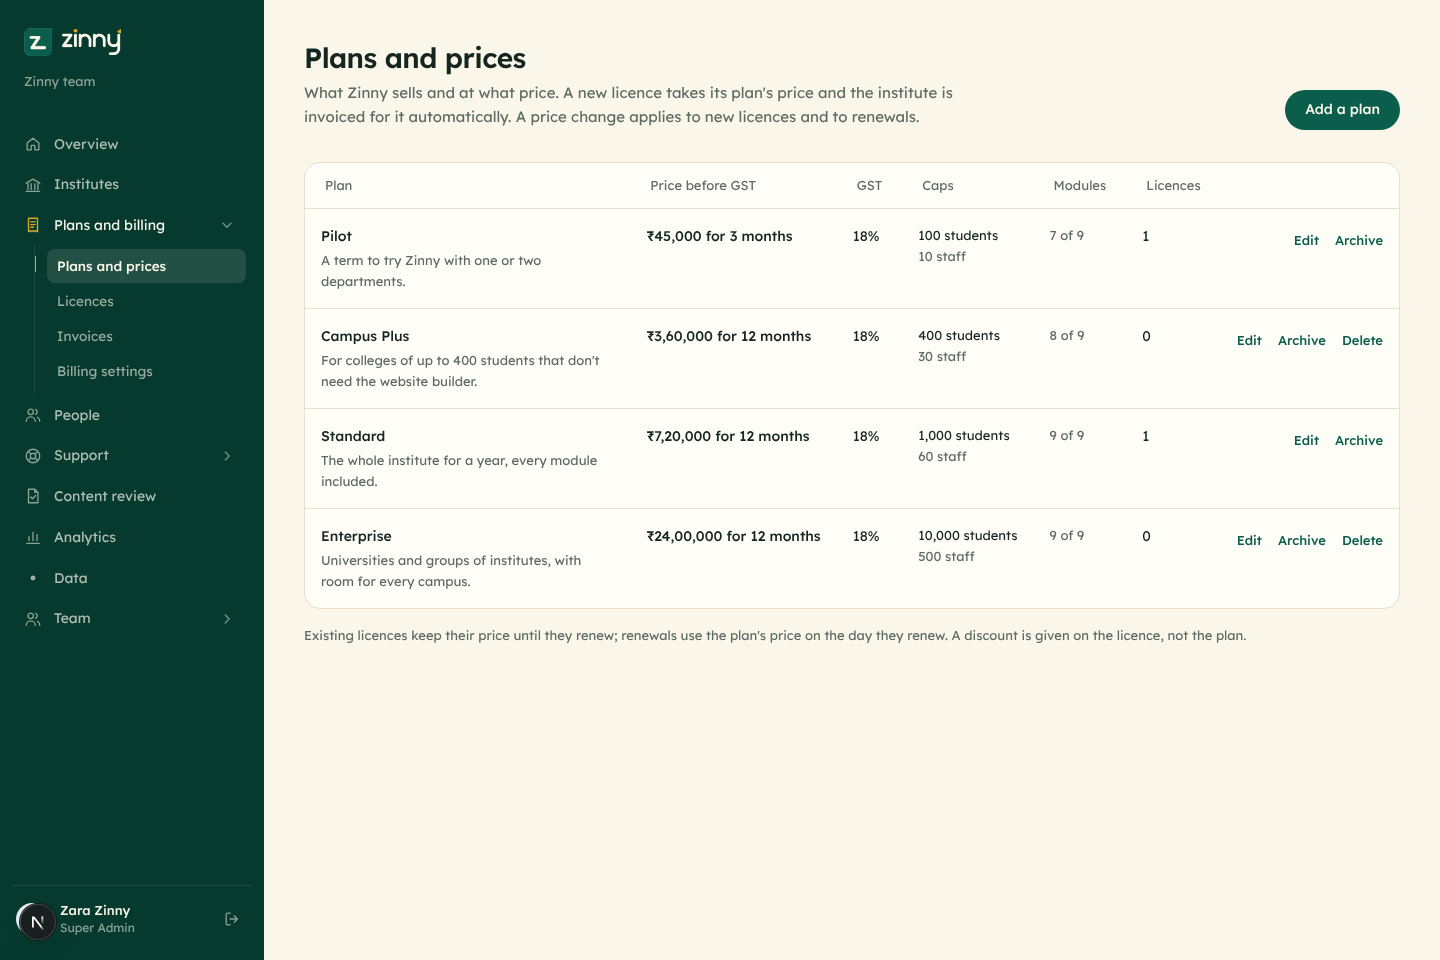 zinny
Zinny team
Overview
Institutes
Plans and billing
Plans and prices
Licences
Invoices
Billing settings
People
Support
Content review
Analytics
Data
Team
Zara Zinny
Super Admin
N
Plans and prices
What Zinny sells and at what price. A new licence takes its plan's price and the institute is
invoiced for it automatically. A price change applies to new licences and to renewals.
Add a plan
Plan Price before GST GST Caps Modules Licences
Pilot ₹45,000 for 3 months 18% 100 students 7 of 9 1 Edit Archive
A term to try Zinny with one or two 10 staff
departments.
Campus Plus ₹3,60,000 for 12 months 18% 400 students 8 of 9 0 Edit Archive Delete
For colleges of up to 400 students that don't 30 staff
need the website builder.
Standard ₹7,20,000 for 12 months 18% 1,000 students 9 of 9 1 Edit Archive
The whole institute for a year, every module 60 staff
included.
Enterprise ₹24,00,000 for 12 months 18% 10,000 students 9 of 9 0 Edit Archive Delete
Universities and groups of institutes, with 500 staff
room for every campus.
Existing licences keep their price until they renew; renewals use the plan's price on the day they renew. A discount is given on the licence, not the plan.